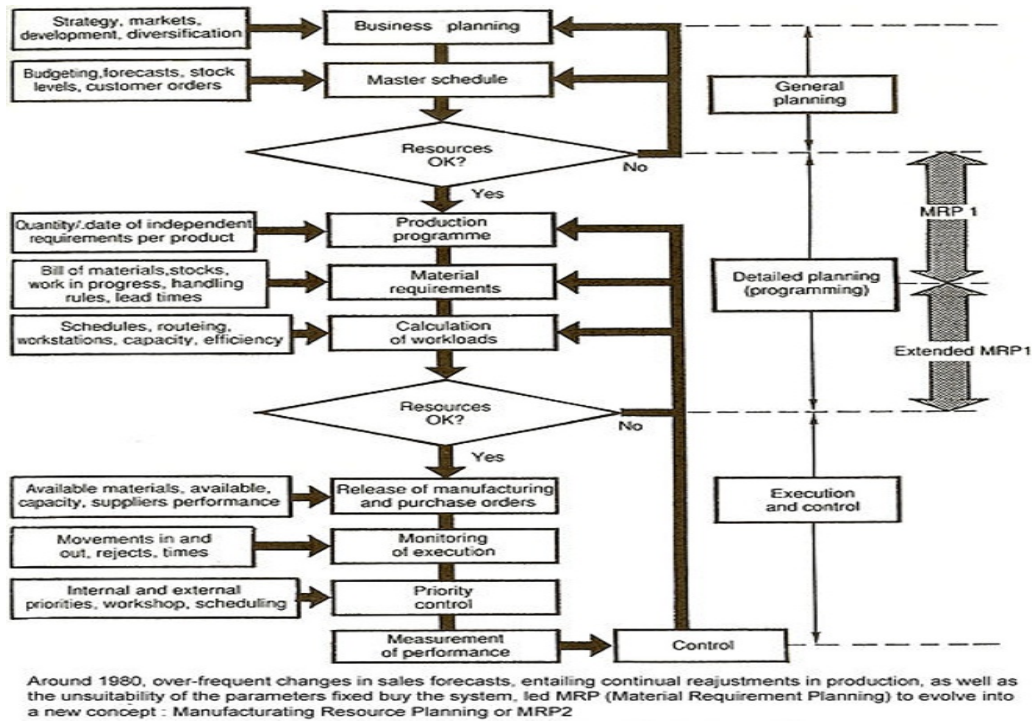 Strategy, markets,
development, diversification
Business planning
Budgeting,forecasts, stock
levels, customer orders
Master schedule
General
planning
Resources
OK?
No
Yes
MRP 1
Quantity/.date of independent
requirements per product
Production
programme
Bill of materials,stocks,
work in progress, handling
rules, lead times
Material
requirements
Detailed planning
(programming)
Schedules, routeing,
workstations, capacity, efficiency
Calculation
of workloads
Extended MRP1
Resources
OK?
No
Yes
Available materials, available,
capacity, suppliers performance
Release of manufacturing
and purchase orders
Execution
and control
Movements in and
out, rejects, times
Monitoring
of execution
Internal and external
priorities, workshop, scheduling
Priority
control
Measurement
of performance
Control
Around 1980, over-frequent changes in sales forecasts, entailing continual reajustments in production, as well as
the unsuitability of the parameters fixed buy the system, led MRP (Material Requirement Planning) to evolve into
a new concept : Manufacturating Resource Planning or MRP2